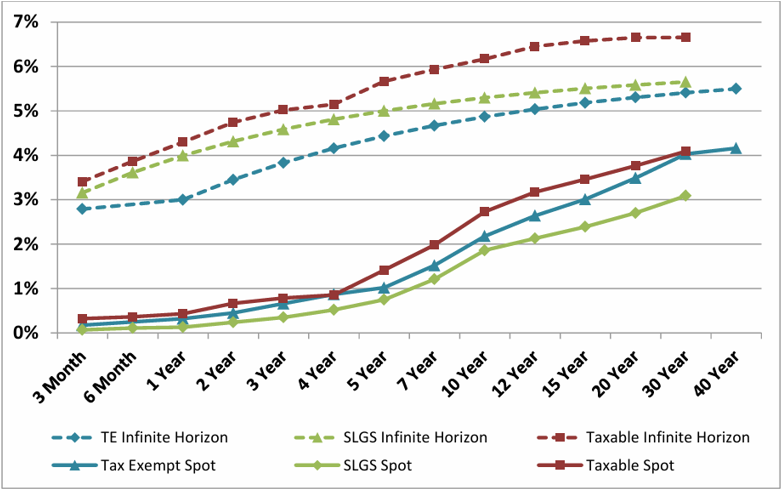 7%
6%
5%
4%
3%
2%
1%
0%
3 Month
6 Month
1 Year
2 Year
3 Year
4 Year
5 Year
7 Year
10 Year
12 Year
15 Year
20 Year
30 Year
40 Year
TE Infinite Horizon
SLGS Infinite Horizon
Taxable Infinite Horizon
Tax Exempt Spot
SLGS Spot
Taxable Spot